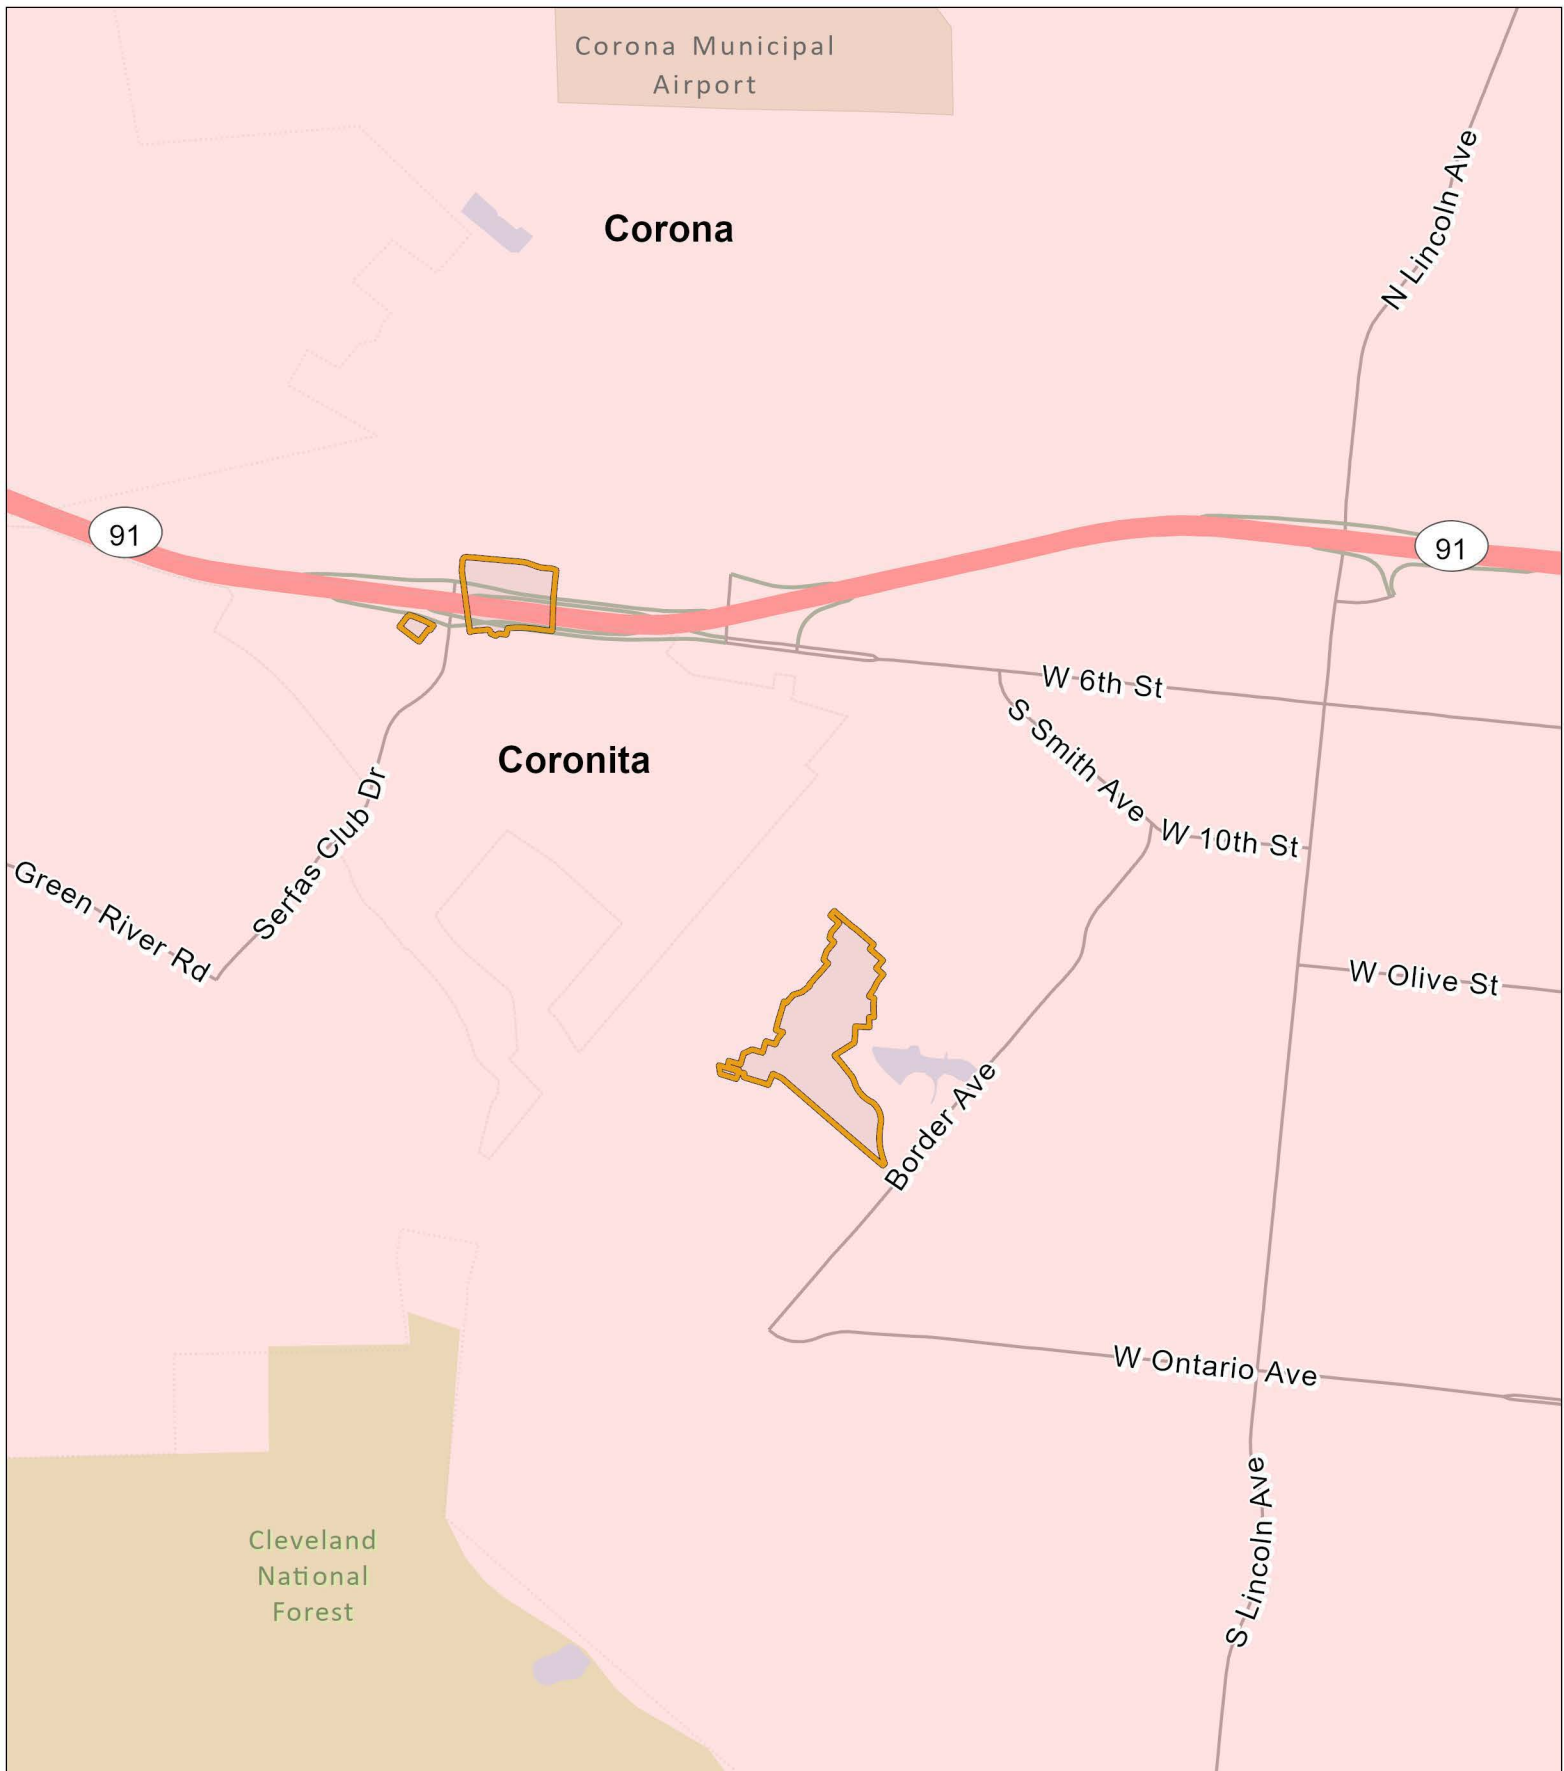 Corona Municipal
Airport
N Lincoln Ave
Corona
91
91
W 6th St
S Smith Ave
Coronita
Serfas Club Dr
W 10th St
Green River Rd
W Olive St
Border Ave
W Ontario Ave
S Lincoln Ave
Cleveland
National
Forest